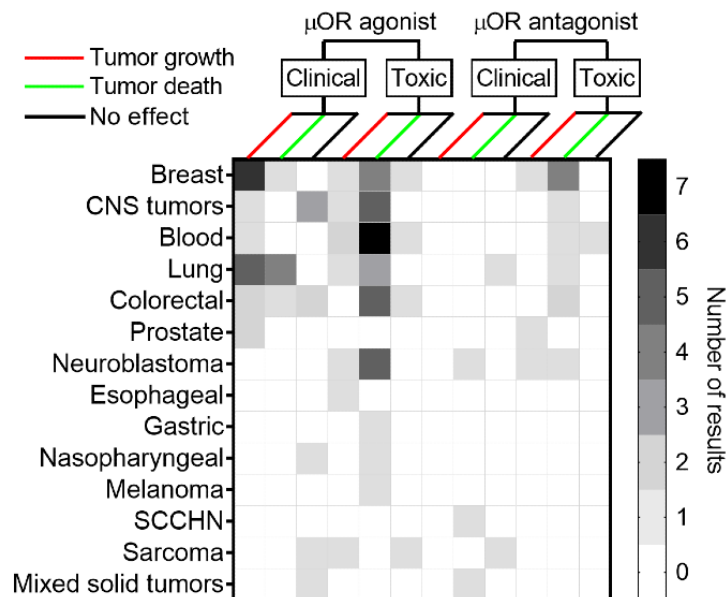 μOR agonist μOR antagonist
Tumor growth
Tumor death
No effect
Clinical Toxic Clinical Toxic
Breast
CNS tumors
Blood
Lung
Colorectal
Prostate
Neuroblastoma
Esophageal
Gastric
Nasopharyngeal
Melanoma
SCCHN
Sarcoma
Mixed solid tumors
7
6
5
4
3
2
1
0
Number of results